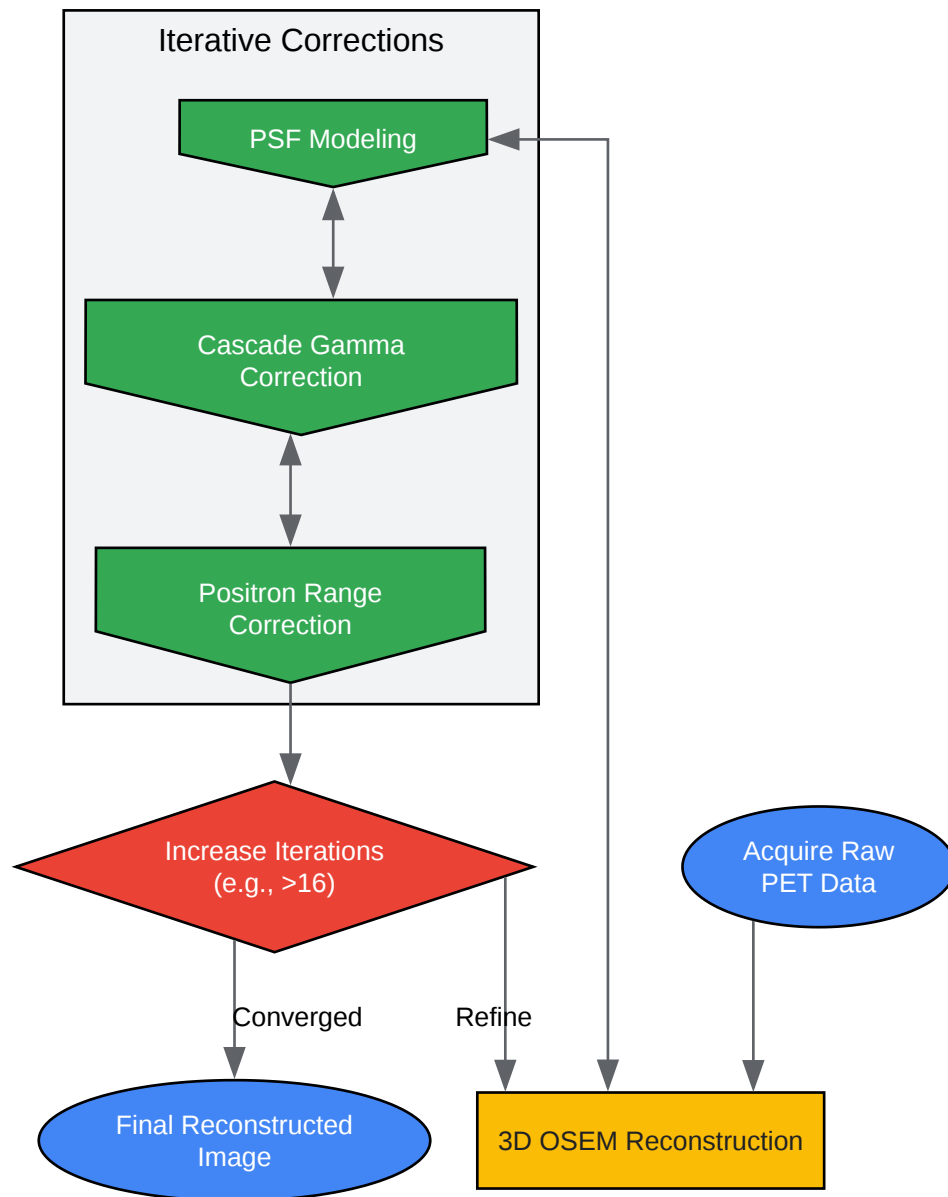 Iterative Corrections
PSF Modeling
Cascade Gamma
Correction
Positron Range
Correction
Increase Iterations
(e.g., >16)
Acquire Raw
PET Data
Converged
Refine
Final Reconstructed
Image
3D OSEM Reconstruction